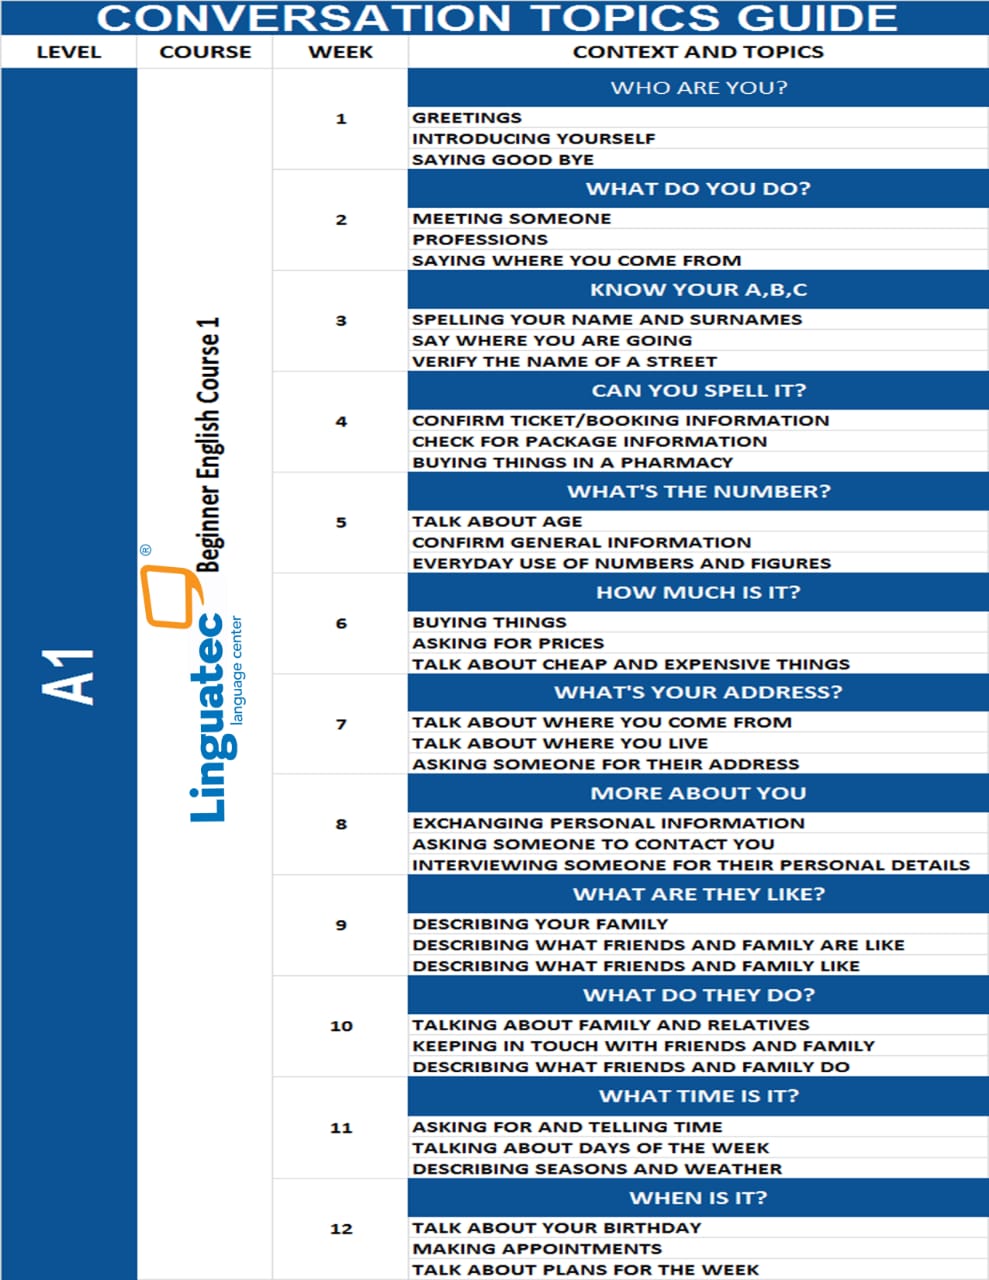 CONVERSATION TOPICS GUIDE
LEVEL COURSE WEEK CONTEXT AND TOPICS
A1
Beginner English Course 1
Linguatec ®
language center
1
WHO ARE YOU?
GREETINGS
INTRODUCING YOURSELF
SAYING GOOD BYE
2
WHAT DO YOU DO?
MEETING SOMEONE
PROFESSIONS
SAYING WHERE YOU COME FROM
3
KNOW YOUR A,B,C
SPELLING YOUR NAME AND SURNAMES
SAY WHERE YOU ARE GOING
VERIFY THE NAME OF A STREET
4
CAN YOU SPELL IT?
CONFIRM TICKET/BOOKING INFORMATION
CHECK FOR PACKAGE INFORMATION
BUYING THINGS IN A PHARMACY
5
WHAT'S THE NUMBER?
TALK ABOUT AGE
CONFIRM GENERAL INFORMATION
EVERYDAY USE OF NUMBERS AND FIGURES
6
HOW MUCH IS IT?
BUYING THINGS
ASKING FOR PRICES
TALK ABOUT CHEAP AND EXPENSIVE THINGS
7
WHAT'S YOUR ADDRESS?
TALK ABOUT WHERE YOU COME FROM
TALK ABOUT WHERE YOU LIVE
ASKING SOMEONE FOR THEIR ADDRESS
8
MORE ABOUT YOU
EXCHANGING PERSONAL INFORMATION
ASKING SOMEONE TO CONTACT YOU
INTERVIEWING SOMEONE FOR THEIR PERSONAL DETAILS
9
WHAT ARE THEY LIKE?
DESCRIBING YOUR FAMILY
DESCRIBING WHAT FRIENDS AND FAMILY ARE LIKE
DESCRIBING WHAT FRIENDS AND FAMILY LIKE
10
WHAT DO THEY DO?
TALKING ABOUT FAMILY AND RELATIVES
KEEPING IN TOUCH WITH FRIENDS AND FAMILY
DESCRIBING WHAT FRIENDS AND FAMILY DO
11
WHAT TIME IS IT?
ASKING FOR AND TELLING TIME
TALKING ABOUT DAYS OF THE WEEK
DESCRIBING SEASONS AND WEATHER
12
WHEN IS IT?
TALK ABOUT YOUR BIRTHDAY
MAKING APPOINTMENTS
TALK ABOUT PLANS FOR THE WEEK